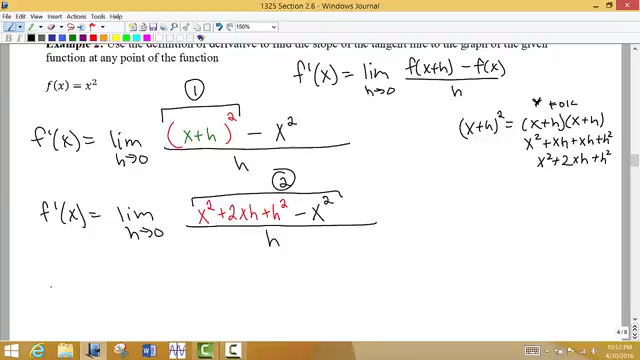 1325 Section 2.6 - Windows Journal
File Edit View Insert Actions Tools Help
Example 2: Use the definition of derivative to find the slope of the tangent line to the graph of the given
function at any point of the function
f(x) = x²
f'(x) = lim h→0 f(x+h) - f(x) / h
①
f'(x) = lim h→0 (x+h)² - x² / h
* FOIL
(x+h)² = (x+h)(x+h)
x² + xh + xh + h²
x² + 2xh + h²
②
f'(x) = lim h→0 x² + 2xh + h² - x² / h
4 / 8
10:57 PM
4/30/2016